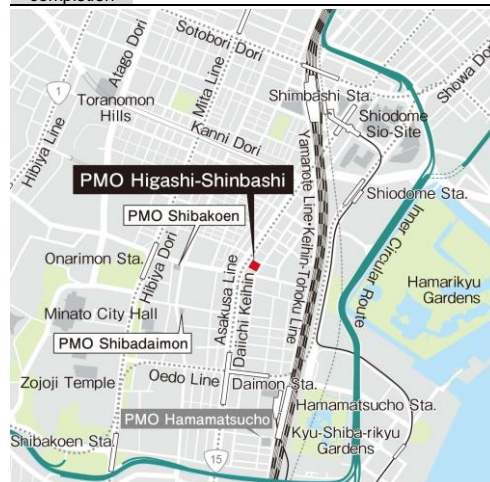 completion
Sotobori Dori
Atago Dori
Mita Line
Showa Do
1
Toranomon
Hills
Shimbashi Sta.
Shiodome
Sio-Site
Hibiya Line
Kanni Dori
Yamanote Line•Keihin-Tohoku Line
PMO Higashi-Shinbashi
Shiodome Sta.
PMO Shibakoen
Inner Circular Route
Onarimon Sta.
Hibiya Dori
Asakusa Line
Daiichi Keihin
Hamarikyu
Gardens
Minato City Hall
PMO Shibadaimon
Oedo Line
Daimon Sta.
Zojoji Temple
Hamamatsucho Sta.
PMO Hamamatsucho
Kyu-Shiba-rikyu
Gardens
Shibakoen Sta.
15